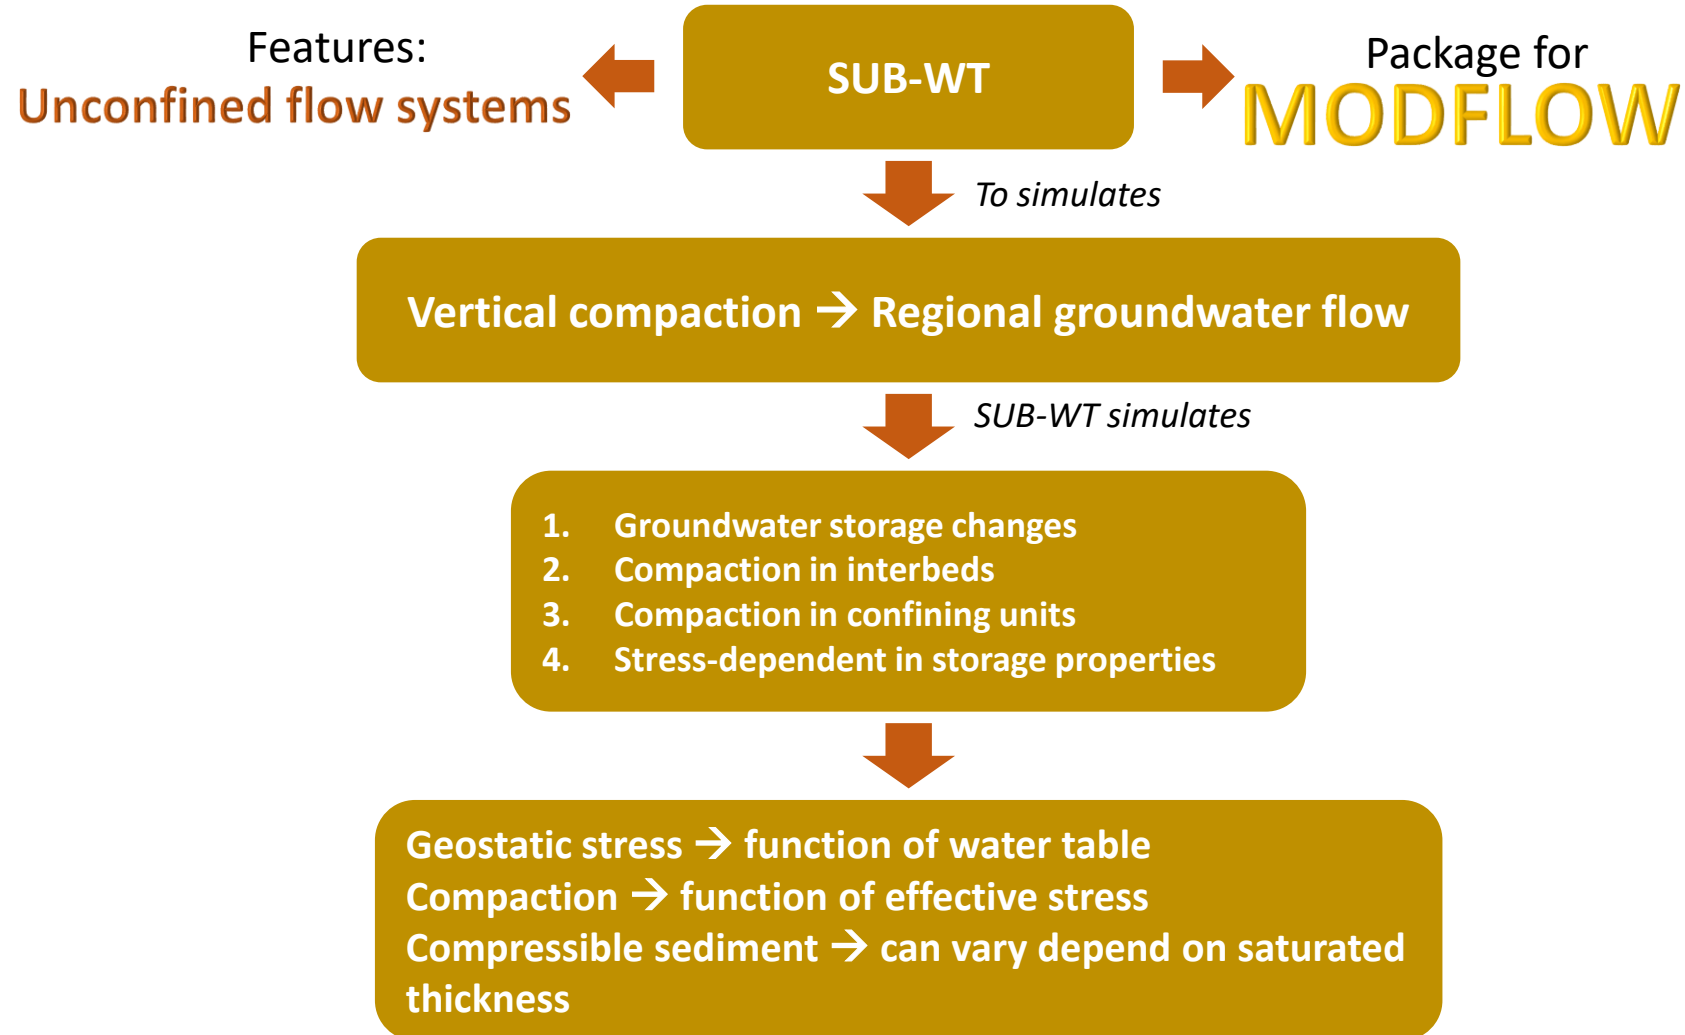 Features:
Unconfined flow systems
SUB-WT
Package for
MODFLOW
To simulates
Vertical compaction → Regional groundwater flow
SUB-WT simulates
1. Groundwater storage changes
2. Compaction in interbeds
3. Compaction in confining units
4. Stress-dependent in storage properties
Geostatic stress → function of water table
Compaction → function of effective stress
Compressible sediment → can vary depend on saturated
thickness